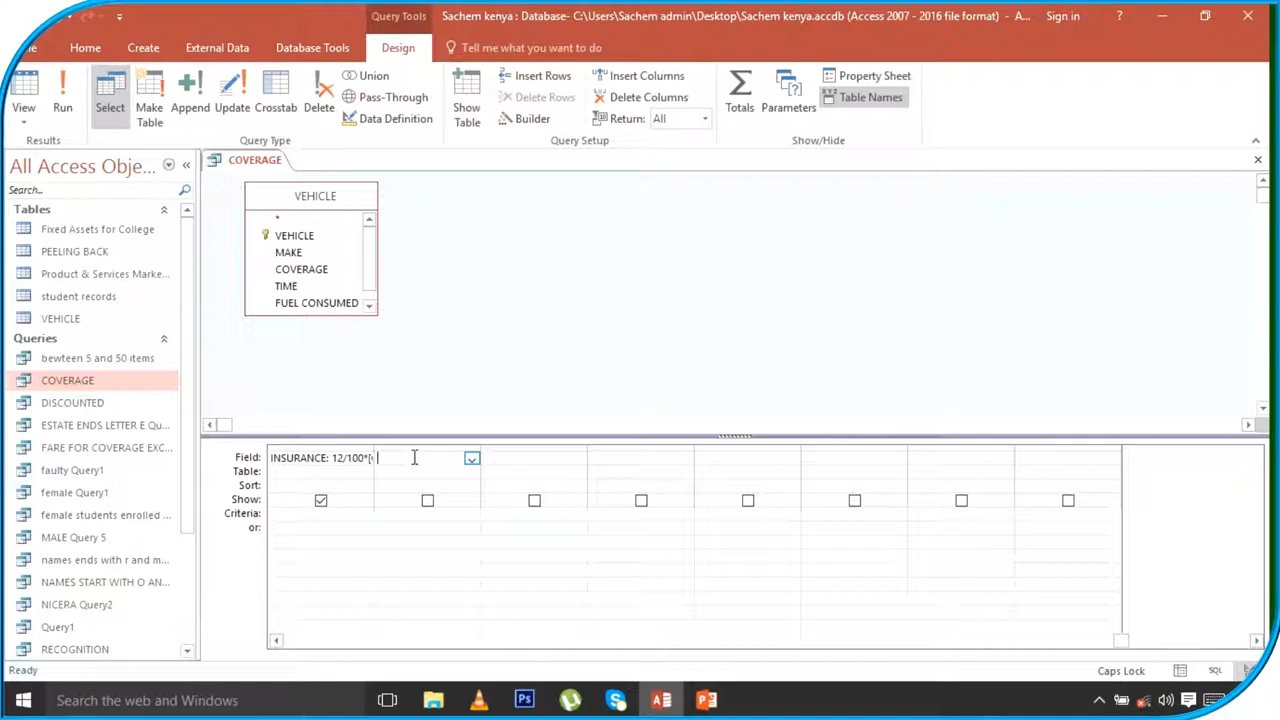 Query Tools
Sachem kenya : Database- C:\Users\Sachem admin\Desktop\Sachem kenya.accdb (Access 2007 - 2016 file format) - A...
Sign in
?
Home
Create
External Data
Database Tools
Design
Tell me what you want to do
View
Run
Select
Make Table
Append
Update
Crosstab
Delete
Union
Pass-Through
Data Definition
Show Table
Insert Rows
Delete Rows
Builder
Insert Columns
Delete Columns
Return: All
Totals
Parameters
Property Sheet
XYZ Table Names
Results
Query Type
Query Setup
Show/Hide
All Access Obje...
Search...
Tables
Fixed Assets for College
PEELING BACK
Product & Services Marke...
student records
VEHICLE
Queries
bewteen 5 and 50 items
COVERAGE
DISCOUNTED
ESTATE ENDS LETTER E Qu...
FARE FOR COVERAGE EXC...
faulty Query1
female Query1
female students enrolled ...
MALE Query 5
names ends with r and m...
NAMES START WITH O AN...
NICERA Query2
Query1
RECOGNITION
COVERAGE
VEHICLE
*
VEHICLE
MAKE
COVERAGE
TIME
FUEL CONSUMED
Field: INSURANCE: 12/100*[
Table:
Sort:
Show:
Criteria:
or:
Ready
Caps Lock
SQL
Search the web and Windows